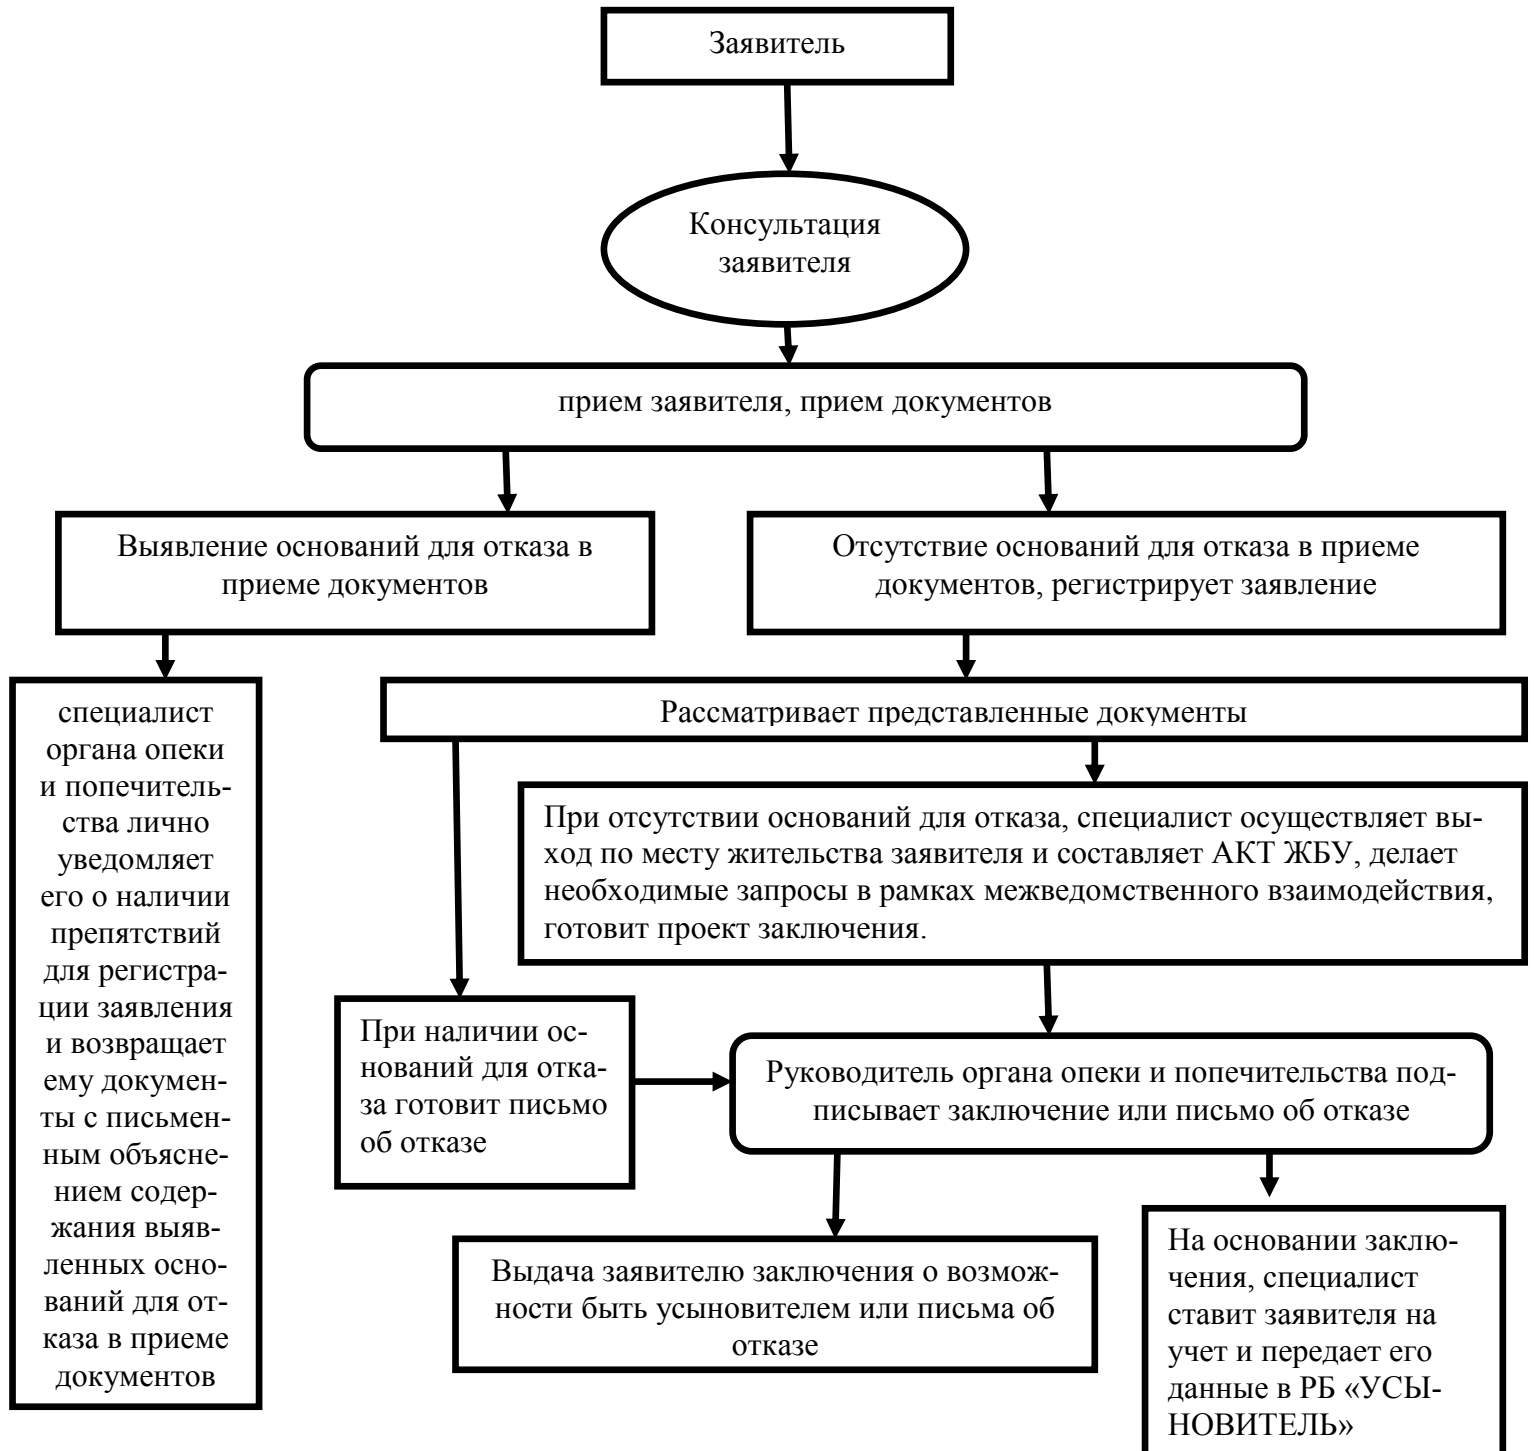 Заявитель
Консультация
заявителя
прием заявителя, прием документов
Выявление оснований для отказа в
приеме документов
Отсутствие оснований для отказа в приеме
документов, регистрирует заявление
специалист
органа опеки
и попечитель-
ства лично
уведомляет
его о наличии
препятствий
для регистра-
ции заявления
и возвращает
ему докумен-
ты с письмен-
ным объясне-
нием содер-
жания выяв-
ленных осно-
ваний для от-
каза в приеме
документов
Рассматривает представленные документы
При отсутствии оснований для отказа, специалист осуществляет вы-
ход по месту жительства заявителя и составляет АКТ ЖБУ, делает
необходимые запросы в рамках межведомственного взаимодействия,
готовит проект заключения.
При наличии ос-
нований для отка-
за готовит письмо
об отказе
Руководитель органа опеки и попечительства под-
писывает заключение или письмо об отказе
Выдача заявителю заключения о возмож-
ности быть усыновителем или письма об
отказе
На основании заклю-
чения, специалист
ставит заявителя на
учет и передает его
данные в РБ «УСЫ-
НОВИТЕЛЬ»